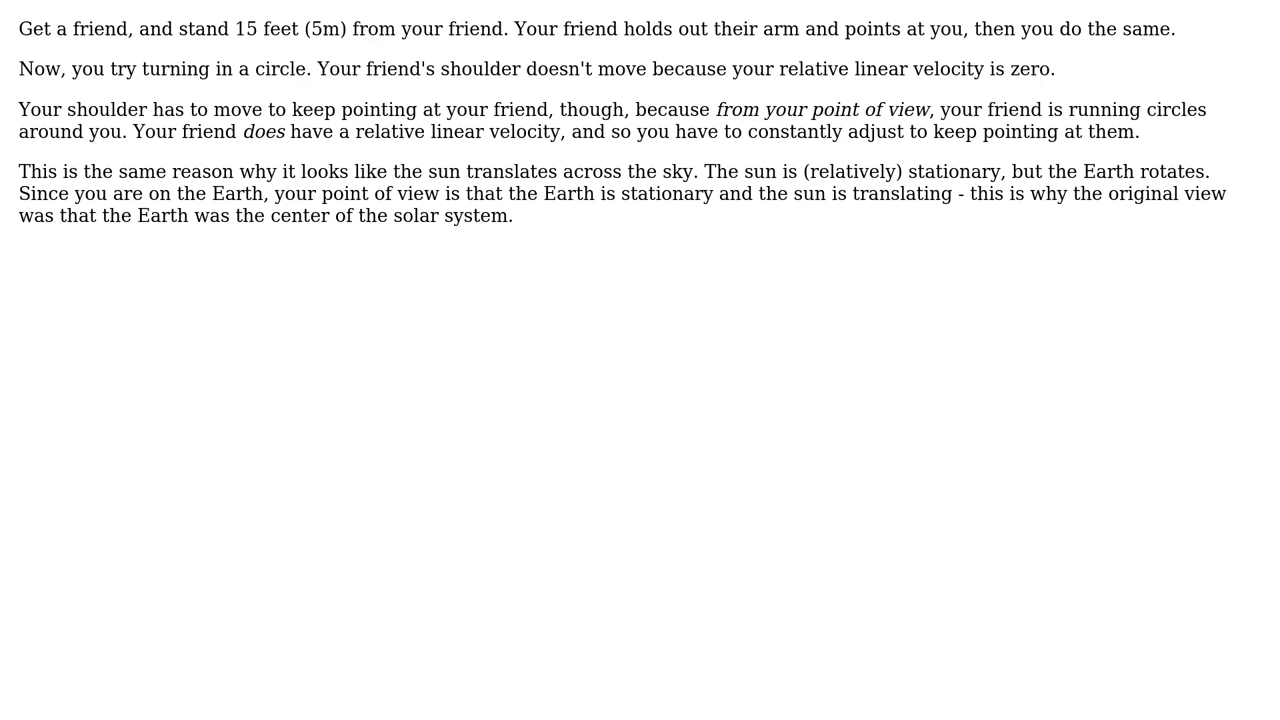 Get a friend, and stand 15 feet (5m) from your friend. Your friend holds out their arm and points at you, then you do the same.
Now, you try turning in a circle. Your friend's shoulder doesn't move because your relative linear velocity is zero.
Your shoulder has to move to keep pointing at your friend, though, because from your point of view, your friend is running circles
around you. Your friend does have a relative linear velocity, and so you have to constantly adjust to keep pointing at them.
This is the same reason why it looks like the sun translates across the sky. The sun is (relatively) stationary, but the Earth rotates.
Since you are on the Earth, your point of view is that the Earth is stationary and the sun is translating - this is why the original view
was that the Earth was the center of the solar system.